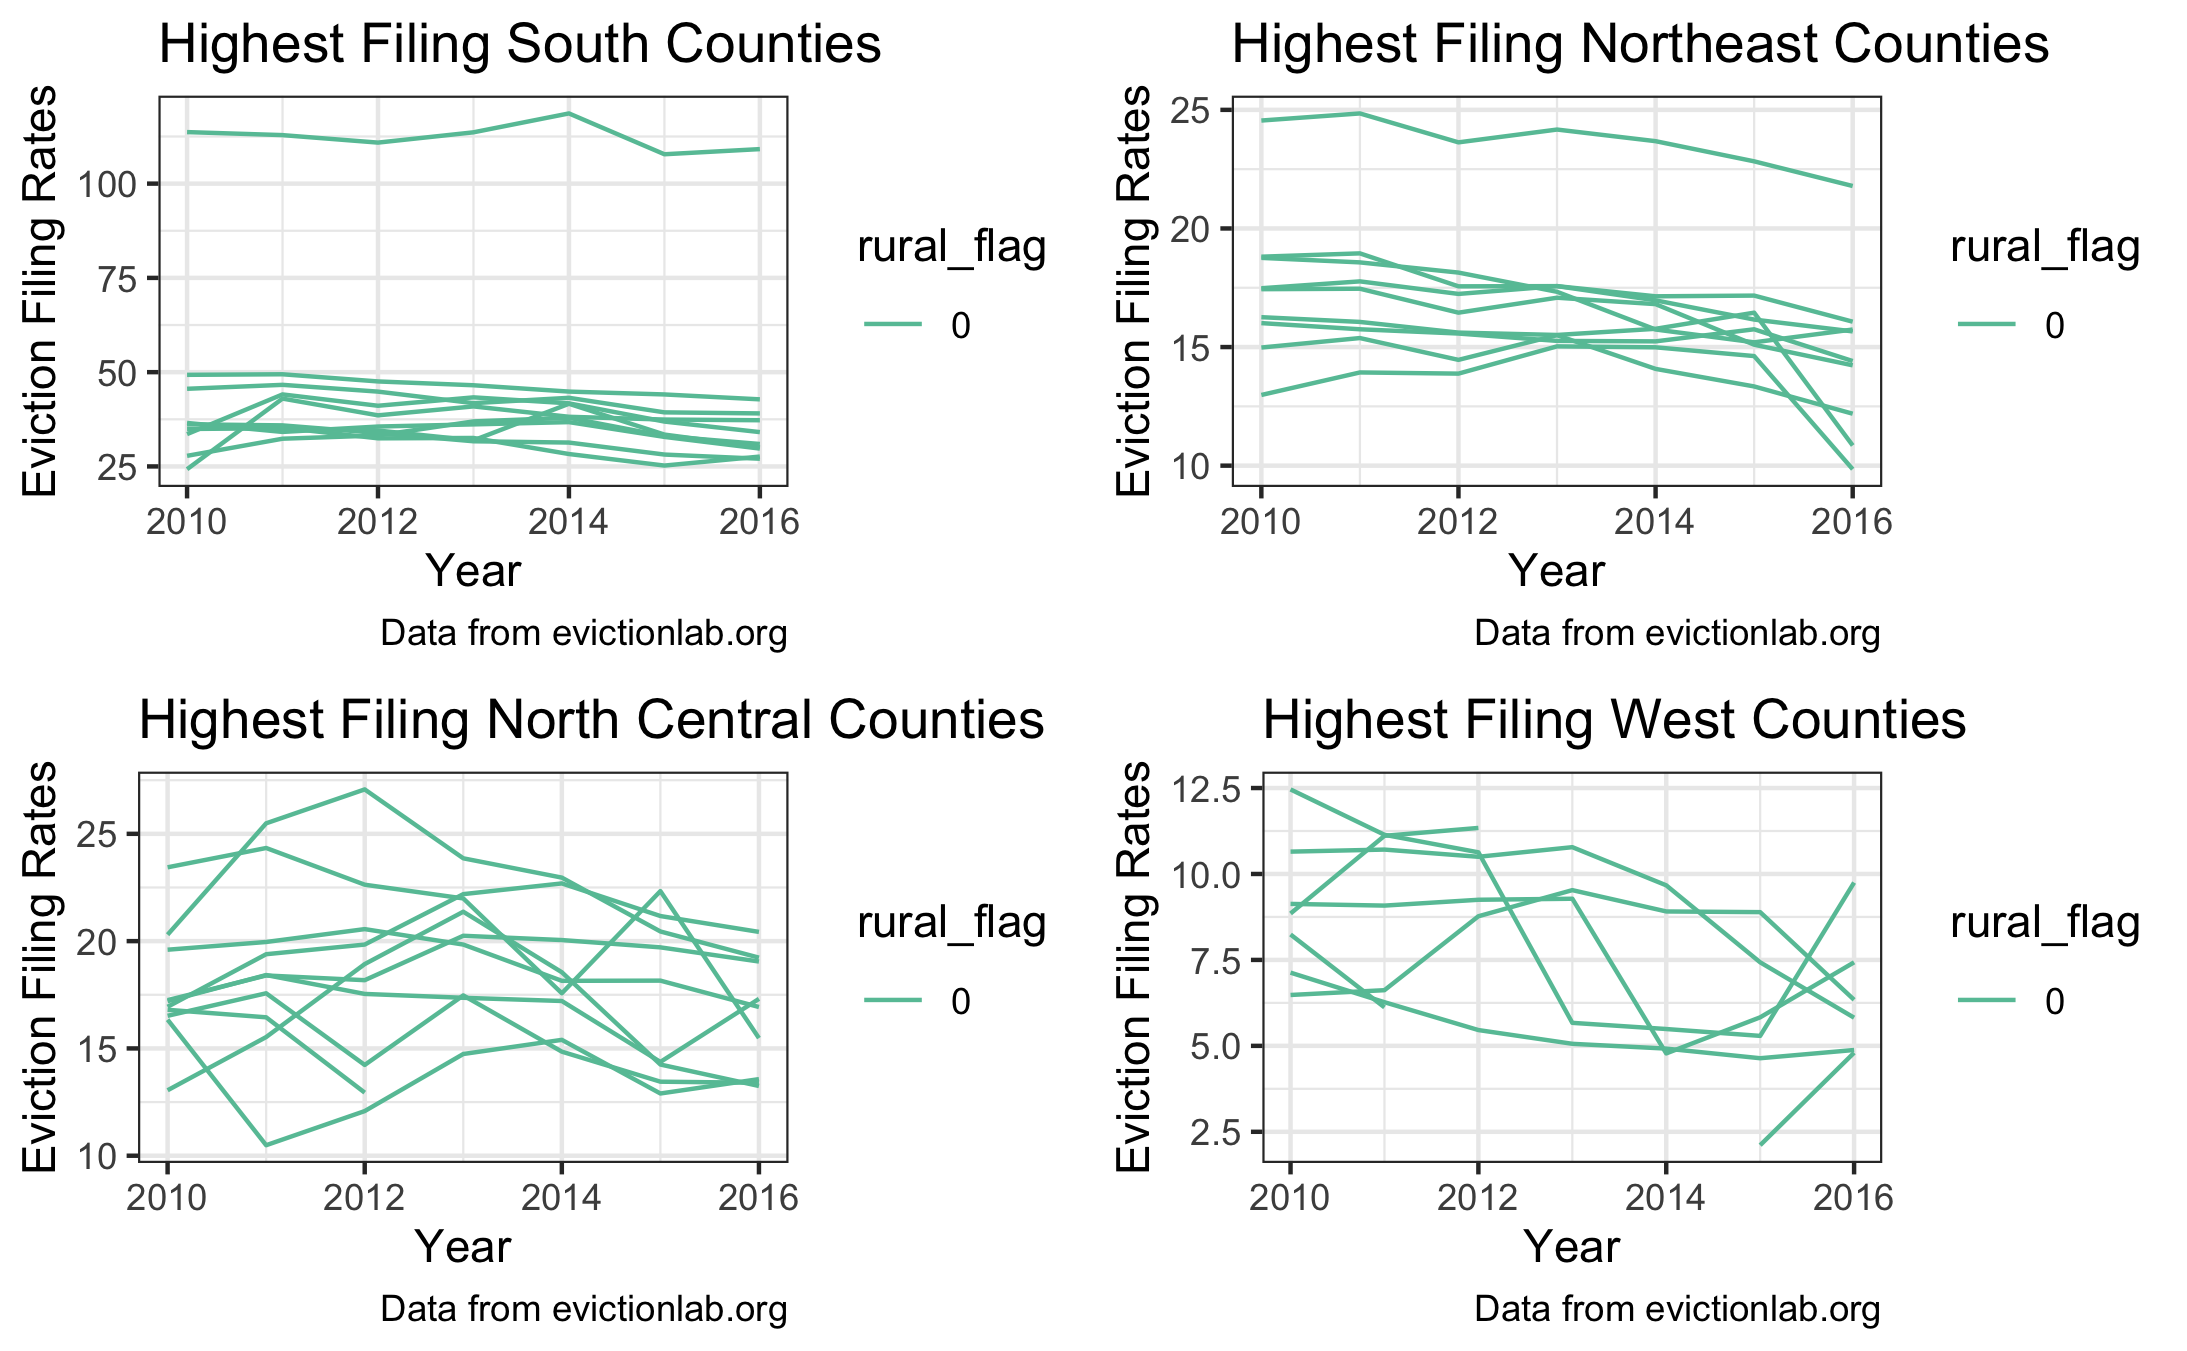 Highest Filing South Counties
Eviction Filing Rates
100
75
50
25
2010 2012 2014 2016
Year
Data from evictionlab.org
rural_flag
0
Highest Filing Northeast Counties
Eviction Filing Rates
25
20
15
10
2010 2012 2014 2016
Year
Data from evictionlab.org
rural_flag
0
Highest Filing North Central Counties
Eviction Filing Rates
25
20
15
10
2010 2012 2014 2016
Year
Data from evictionlab.org
rural_flag
0
Highest Filing West Counties
Eviction Filing Rates
12.5
10.0
7.5
5.0
2.5
2010 2012 2014 2016
Year
Data from evictionlab.org
rural_flag
0